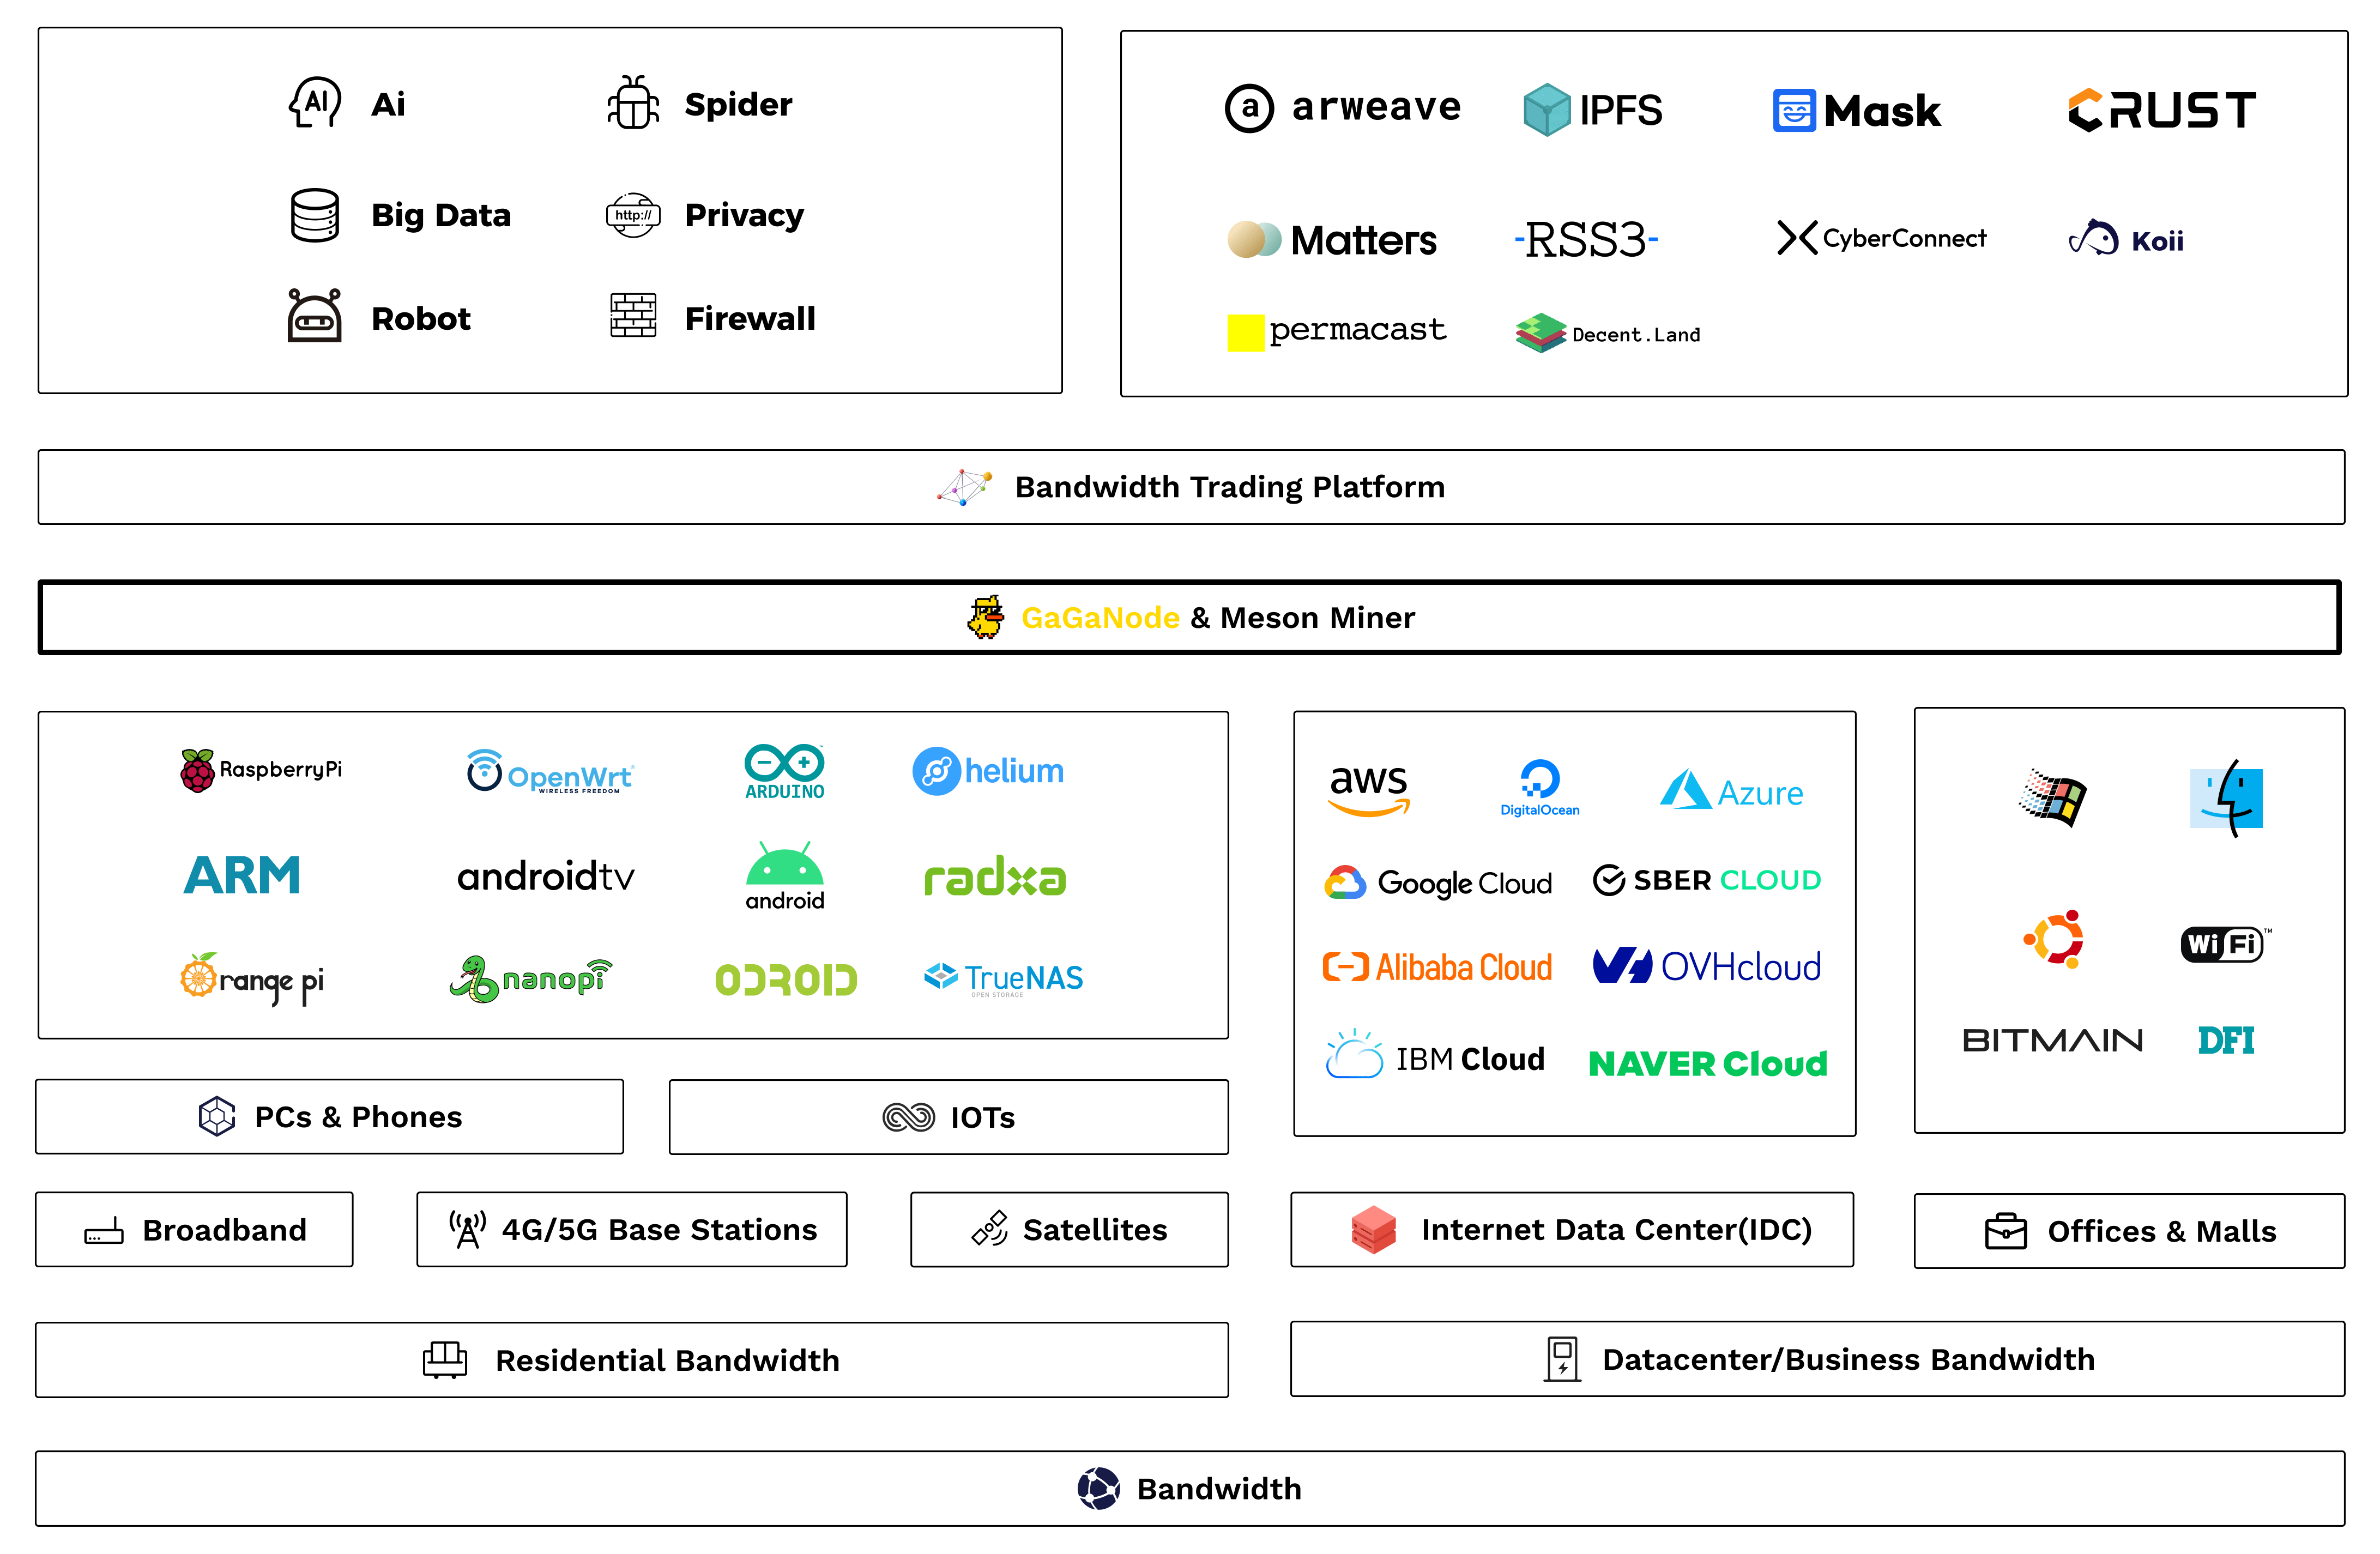 AI Ai
Spider
Big Data
http:// Privacy
Robot
Firewall
a arweave
IPFS
Mask
CRUST
Matters
-RSS3-
CyberConnect
Koii
permacast
Decent.Land
Bandwidth Trading Platform
GaGaNode & Meson Miner
RaspberryPi
OpenWrt®
WIRELESS FREEDOM
ARDUINO™
helium
ARM
androidtv
android
radxa
range pi
nanopi
ODROID
TrueNAS
OPEN STORAGE
aws
DigitalOcean
Azure
Google Cloud
SBER CLOUD
Alibaba Cloud
OVHcloud
IBM Cloud
NAVER Cloud
Wi Fi™
BITMAIN
DFI
PCs & Phones
IOTs
Broadband
4G/5G Base Stations
Satellites
Internet Data Center(IDC)
Offices & Malls
Residential Bandwidth
Datacenter/Business Bandwidth
Bandwidth